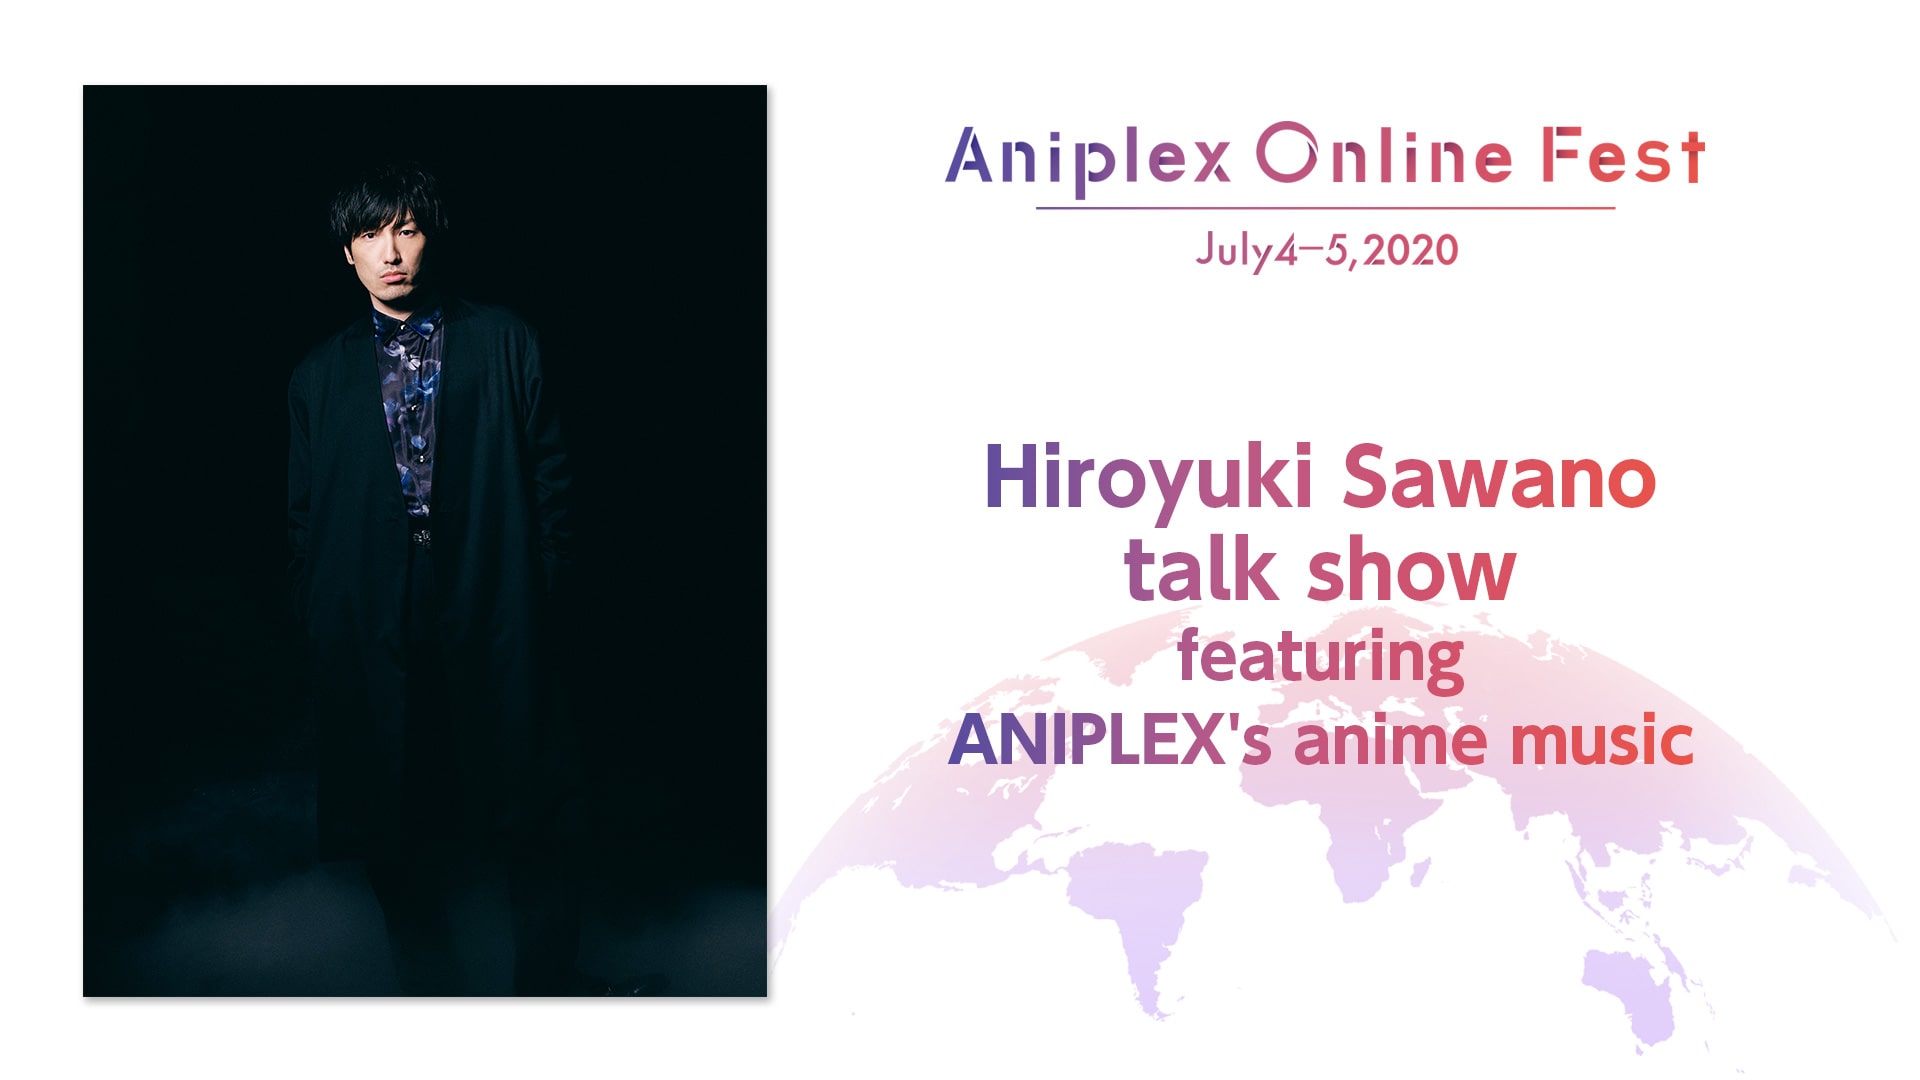 Aniplex Online Fest
July4–5,2020
Hiroyuki Sawano
talk show
featuring
ANIPLEX's anime music